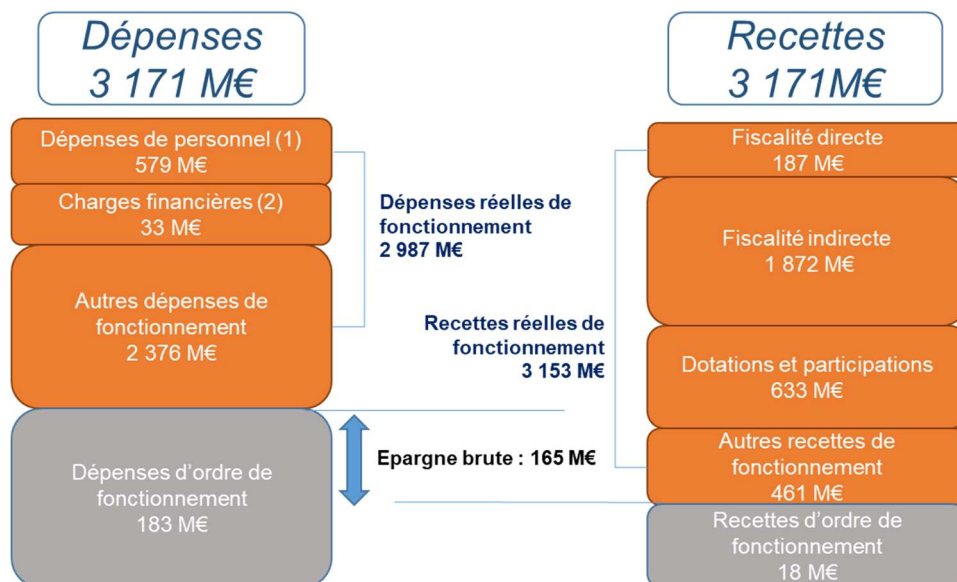 Dépenses
3 171 M€
Dépenses de personnel (1)
579 M€
Charges financières (2)
33 M€
Autres dépenses de
fonctionnement
2 376 M€
Dépenses d'ordre de
fonctionnement
183 M€
Dépenses réelles de
fonctionnement
2 987 M€
Recettes réelles de
fonctionnement
3 153 M€
Epargne brute : 165 M€
Recettes
3 171M€
Fiscalité directe
187 M€
Fiscalité indirecte
1 872 M€
Dotations et participations
633 M€
Autres recettes de
fonctionnement
461 M€
Recettes d'ordre de
fonctionnement
18 M€